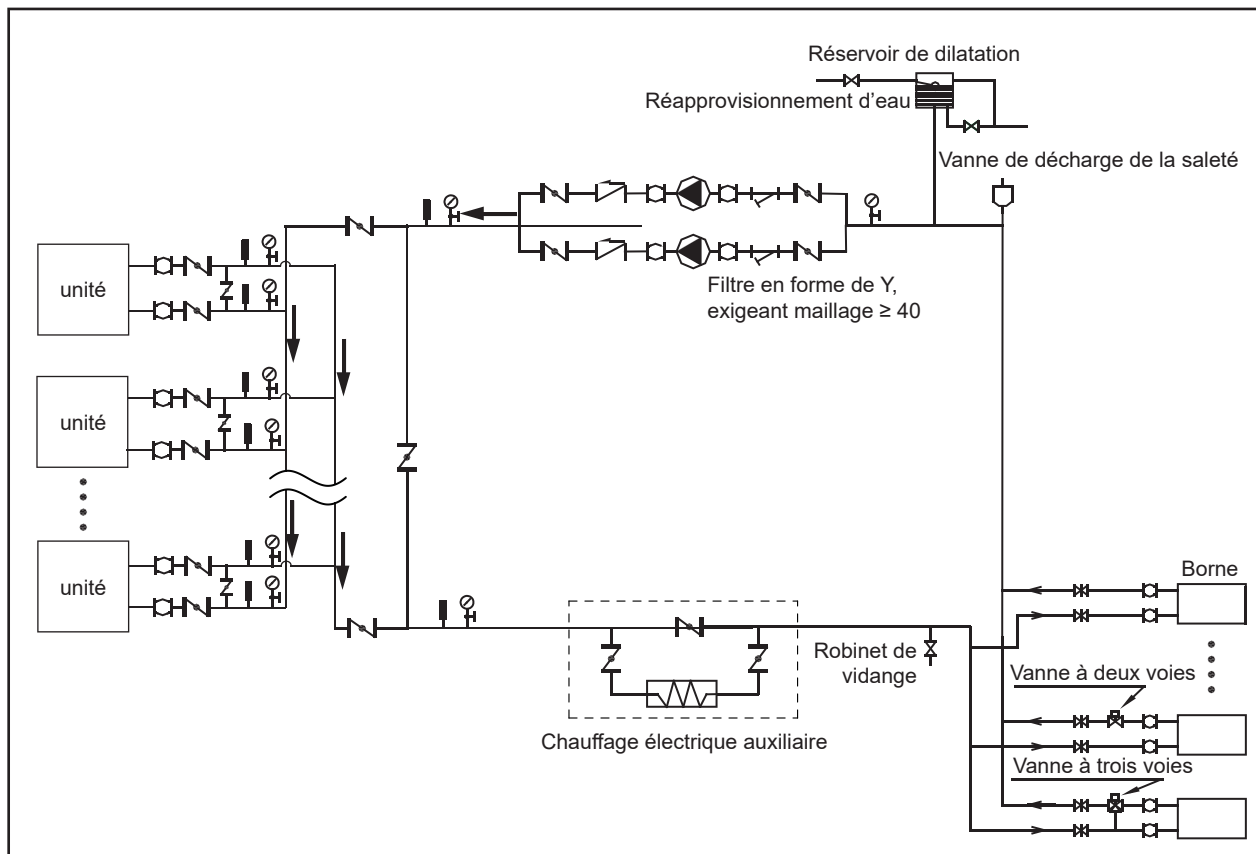 Réservoir de dilatation
Réapprovisionnement d'eau
Vanne de décharge de la saleté
unité
Filtre en forme de Y,
exigeant maillage ≥ 40
unité
unité
Borne
Robinet de
vidange
Vanne à deux voies
Chauffage électrique auxiliaire
Vanne à trois voies